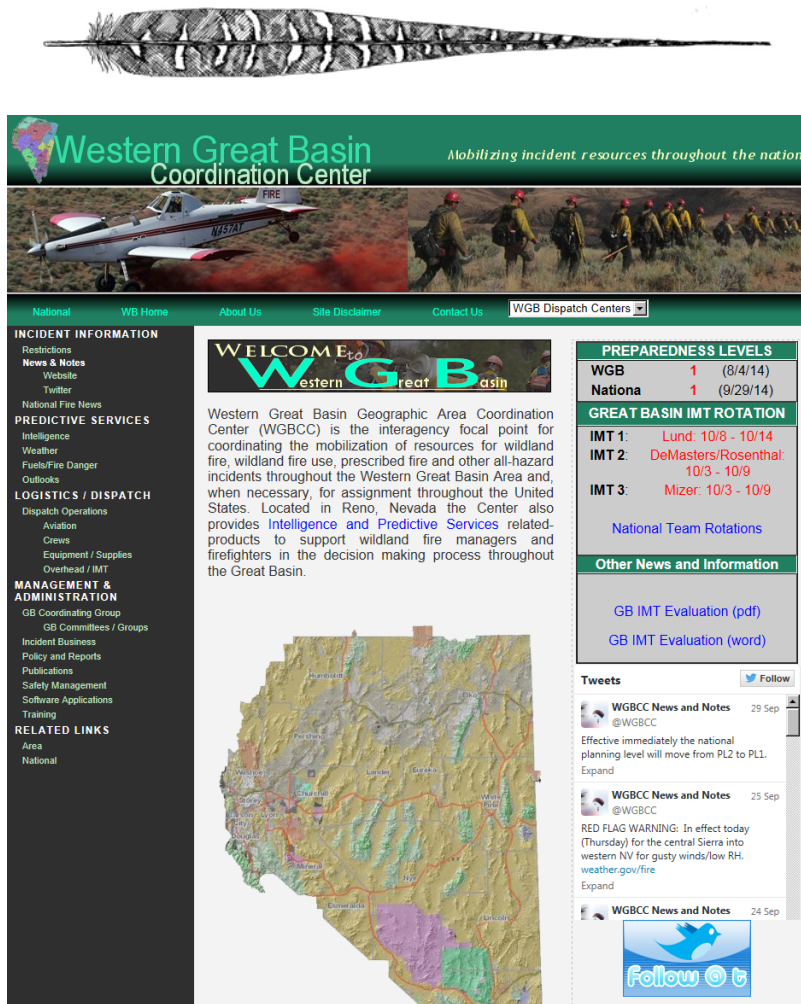 Western Great Basin
Coordination Center
Mobilizing incident resources throughout the nation
FIRE
N457AT
National
WB Home
About Us
Site Disclaimer
Contact Us
WGB Dispatch Centers
INCIDENT INFORMATION
Restrictions
News & Notes
Website
Twitter
National Fire News
PREDICTIVE SERVICES
Intelligence
Weather
Fuels/Fire Danger
Outlooks
LOGISTICS / DISPATCH
Dispatch Operations
Aviation
Crews
Equipment / Supplies
Overhead / IMT
MANAGEMENT &
ADMINISTRATION
GB Coordinating Group
GB Committees / Groups
Incident Business
Policy and Reports
Publications
Safety Management
Software Applications
Training
RELATED LINKS
Area
National
WELCOME to
Western Great Basin
Western Great Basin Geographic Area Coordination
Center (WGBCC) is the interagency focal point for
coordinating the mobilization of resources for wildland
fire, wildland fire use, prescribed fire and other all-hazard
incidents throughout the Western Great Basin Area and,
when necessary, for assignment throughout the United
States. Located in Reno, Nevada the Center also
provides Intelligence and Predictive Services related-
products to support wildland fire managers and
firefighters in the decision making process throughout
the Great Basin.
Humboldt
Elko
Pershing
Washoe
Lander
Eureka
White
Pine
Churchill
Storey
Carson
City
Lyon
Douglas
Mineral
Nye
Esmeralda
Lincoln
PREPAREDNESS LEVELS
WGB 1 (8/4/14)
Nationa 1 (9/29/14)
GREAT BASIN IMT ROTATION
IMT 1: Lund: 10/8 - 10/14
IMT 2: DeMasters/Rosenthal:
10/3 - 10/9
IMT 3: Mizer: 10/3 - 10/9
National Team Rotations
Other News and Information
GB IMT Evaluation (pdf)
GB IMT Evaluation (word)
Tweets
Follow
WGBCC News and Notes 29 Sep
@WGBCC
Effective immediately the national
planning level will move from PL2 to PL1.
Expand
WGBCC News and Notes 25 Sep
@WGBCC
RED FLAG WARNING: In effect today
(Thursday) for the central Sierra into
western NV for gusty winds/low RH.
weather.gov/fire
Expand
WGBCC News and Notes 24 Sep
Follow @ t